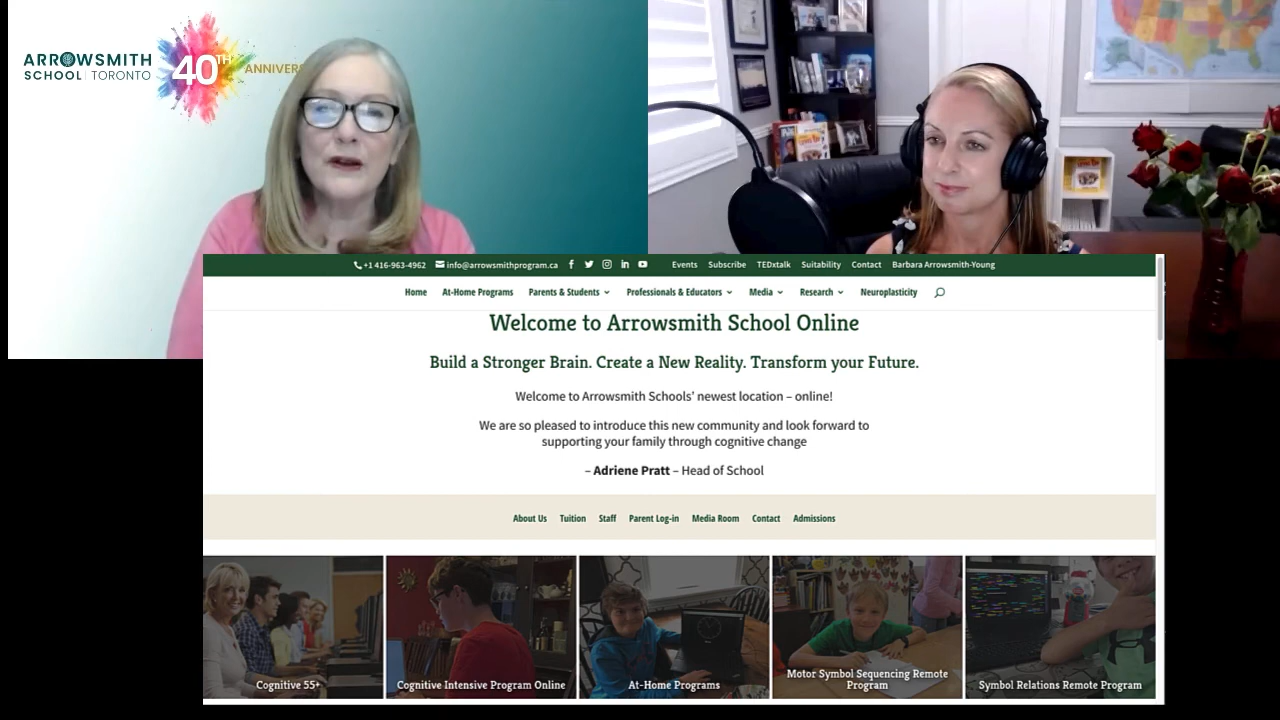 ARROWSMITH
SCHOOL | TORONTO
40TH
ANNIVERS
+1 416-963-4962 info@arrowsmithprogram.ca Events Subscribe TEDxtalk Suitability Contact Barbara Arrowsmith-Young
Home At-Home Programs Parents & Students Professionals & Educators Media Research Neuroplasticity
Welcome to Arrowsmith School Online
Build a Stronger Brain. Create a New Reality. Transform your Future.
Welcome to Arrowsmith Schools' newest location – online!
We are so pleased to introduce this new community and look forward to
supporting your family through cognitive change
– Adriene Pratt – Head of School
About Us Tuition Staff Parent Log-in Media Room Contact Admissions
Cognitive 55+
Cognitive Intensive Program Online
At-Home Programs
Motor Symbol Sequencing Remote
Program
Symbol Relations Remote Program